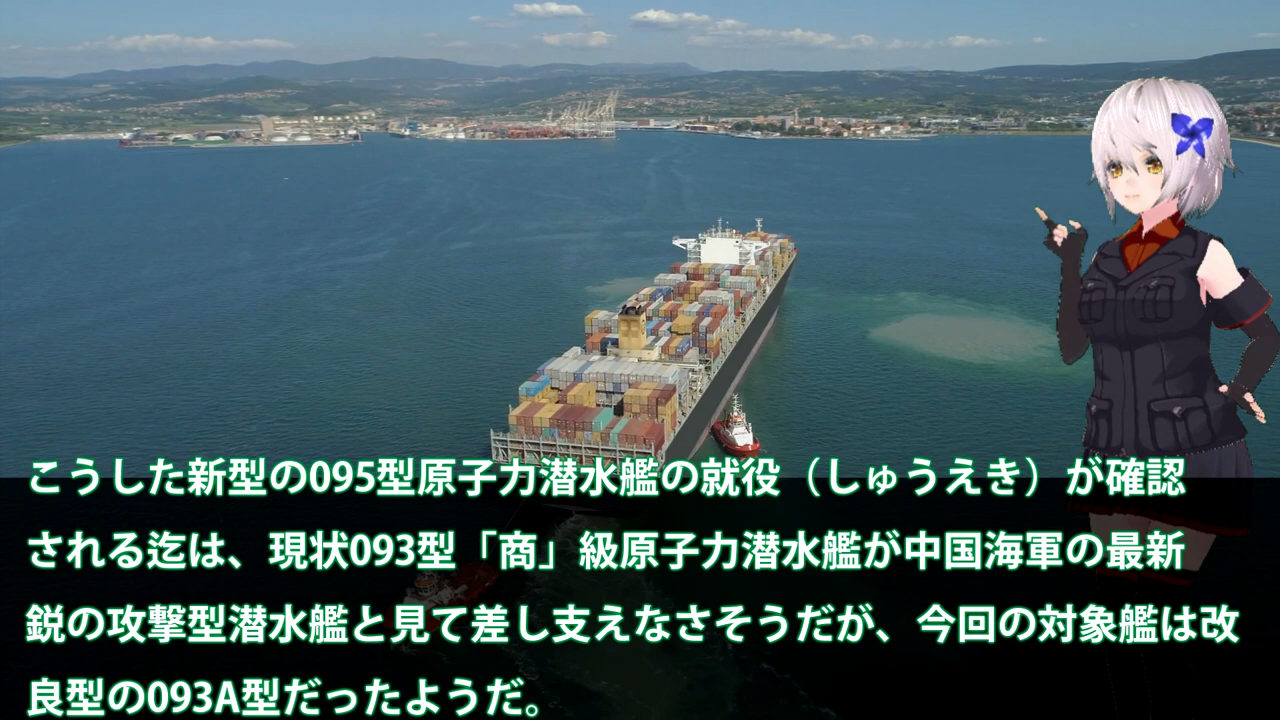 こうした新型の095型原子力潜水艦の就役（しゅうえき）が確認
される迄は、現状093型「商」級原子力潜水艦が中国海軍の最新
鋭の攻撃型潜水艦と見て差し支えなさそうだが、今回の対象艦は改
良型の093A型だったようだ。